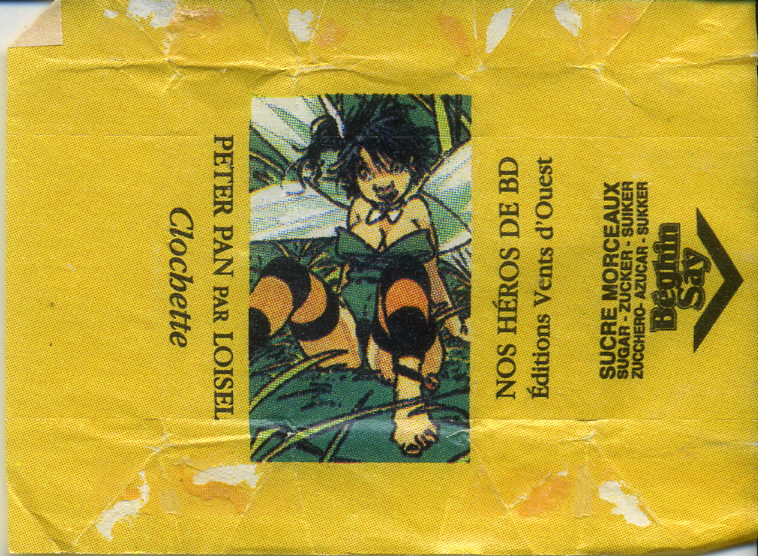 PETER PAN PAR LOISEL
Clochette
NOS HÉROS DE BD
Éditions Vents d'Ouest
SUCRE MORCEAUX
SUGAR - ZUCKER - SUIKER
ZUCCHERO - AZUCAR - SUKKER
Béghin
Say